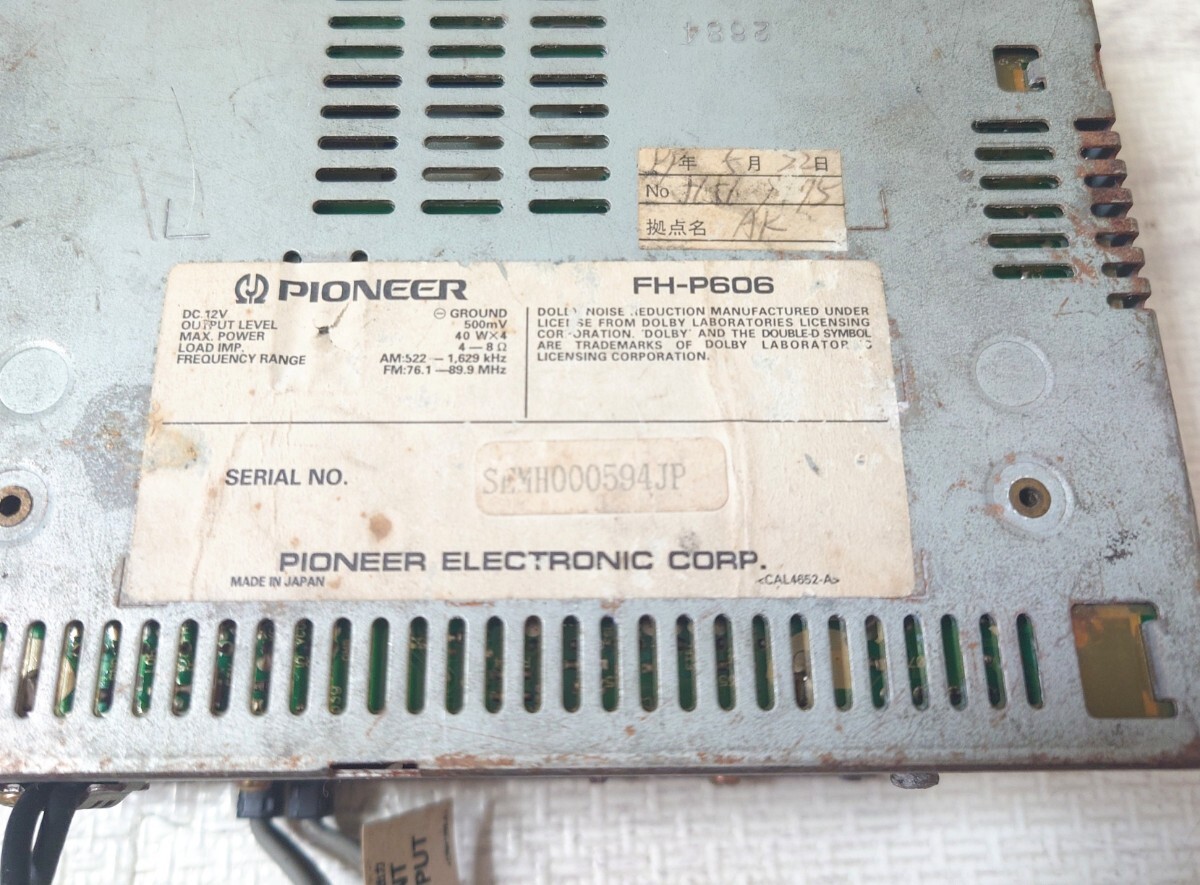 2884
年 5月 22日
No
拠点名 AK
PIONEER
FH-P606
DC 12V ⊖ GROUND
OUTPUT LEVEL 500mV
MAX. POWER 40 W×4
LOAD IMP. 4—8 Ω
FREQUENCY RANGE AM:522—1,629 kHz
FM:76.1—89.9 MHz
DOLBY NOISE REDUCTION MANUFACTURED UNDER
LICENSE FROM DOLBY LABORATORIES LICENSING
CORPORATION. "DOLBY" AND THE DOUBLE-D SYMBOL
ARE TRADEMARKS OF DOLBY LABORATORIES
LICENSING CORPORATION.
SERIAL NO. SEMH000594JP
PIONEER ELECTRONIC CORP.
MADE IN JAPAN <CAL4652-A>